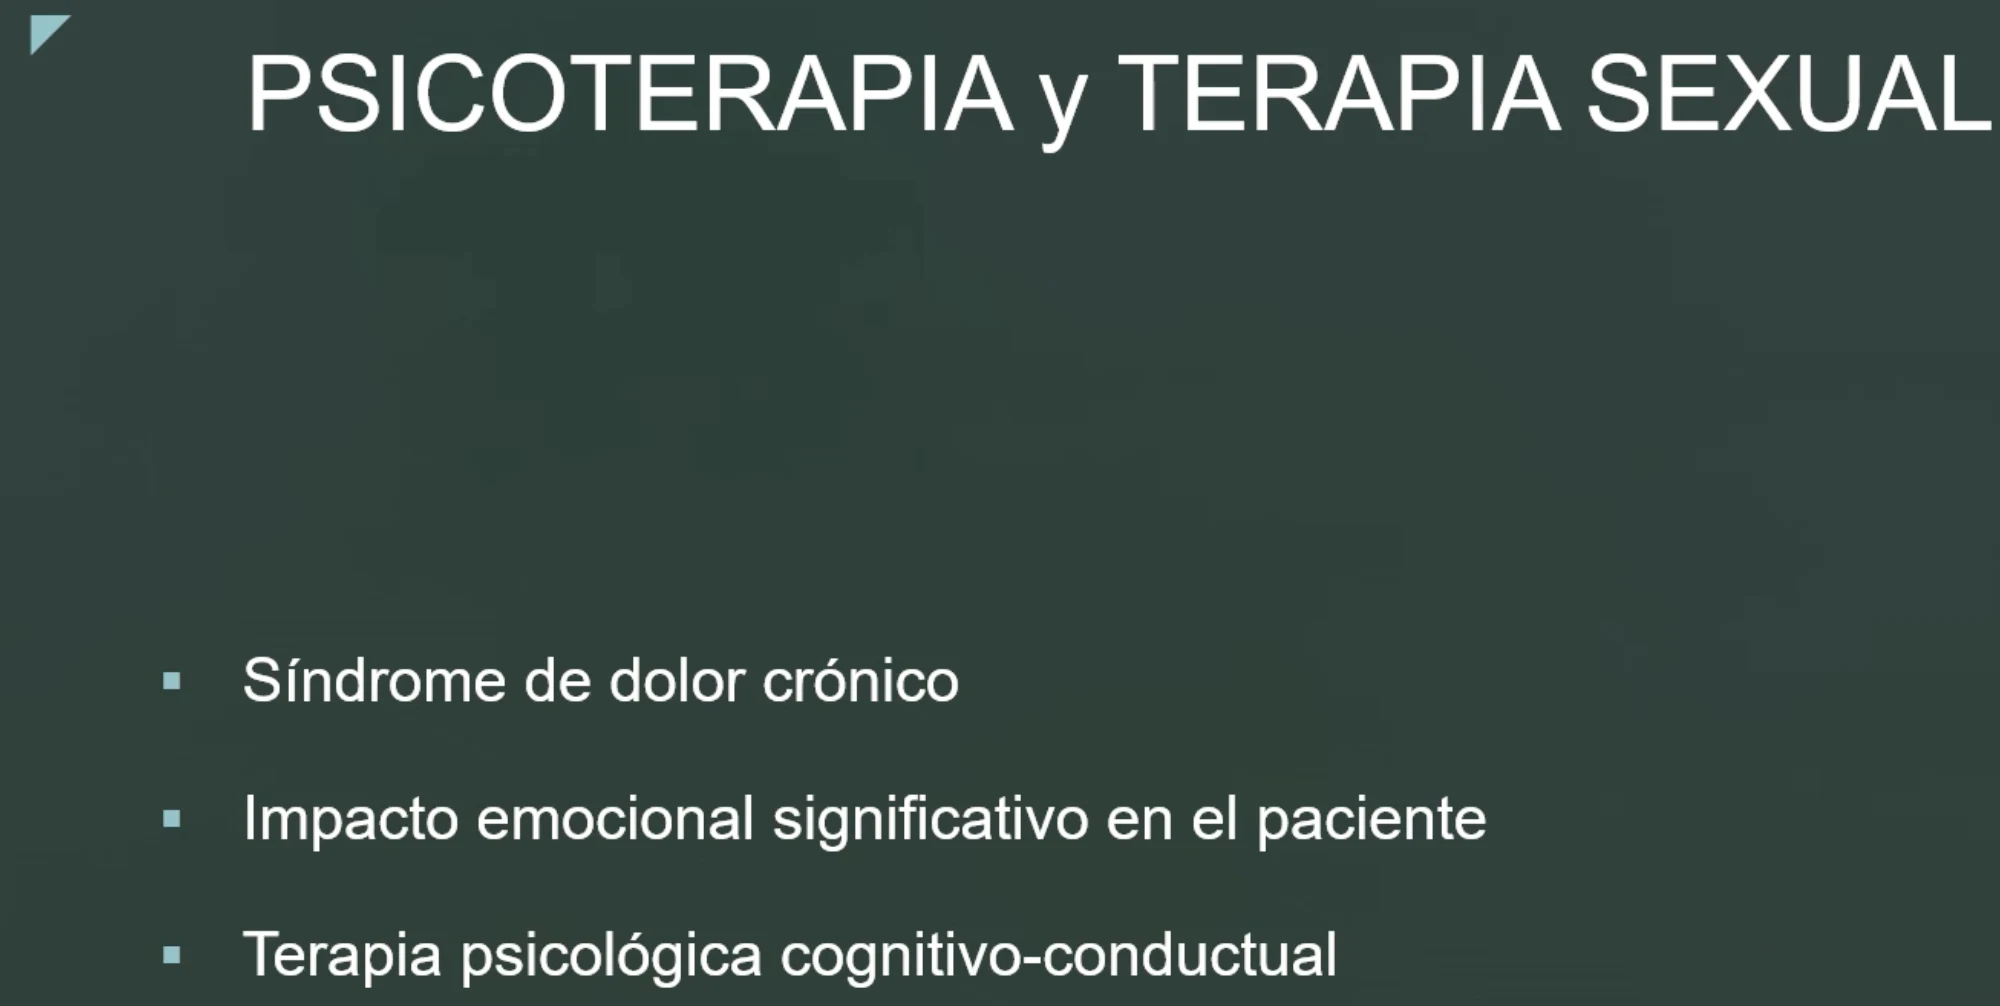 PSICOTERAPIA y TERAPIA SEXUAL
Síndrome de dolor crónico
Impacto emocional significativo en el paciente
Terapia psicológica cognitivo-conductual